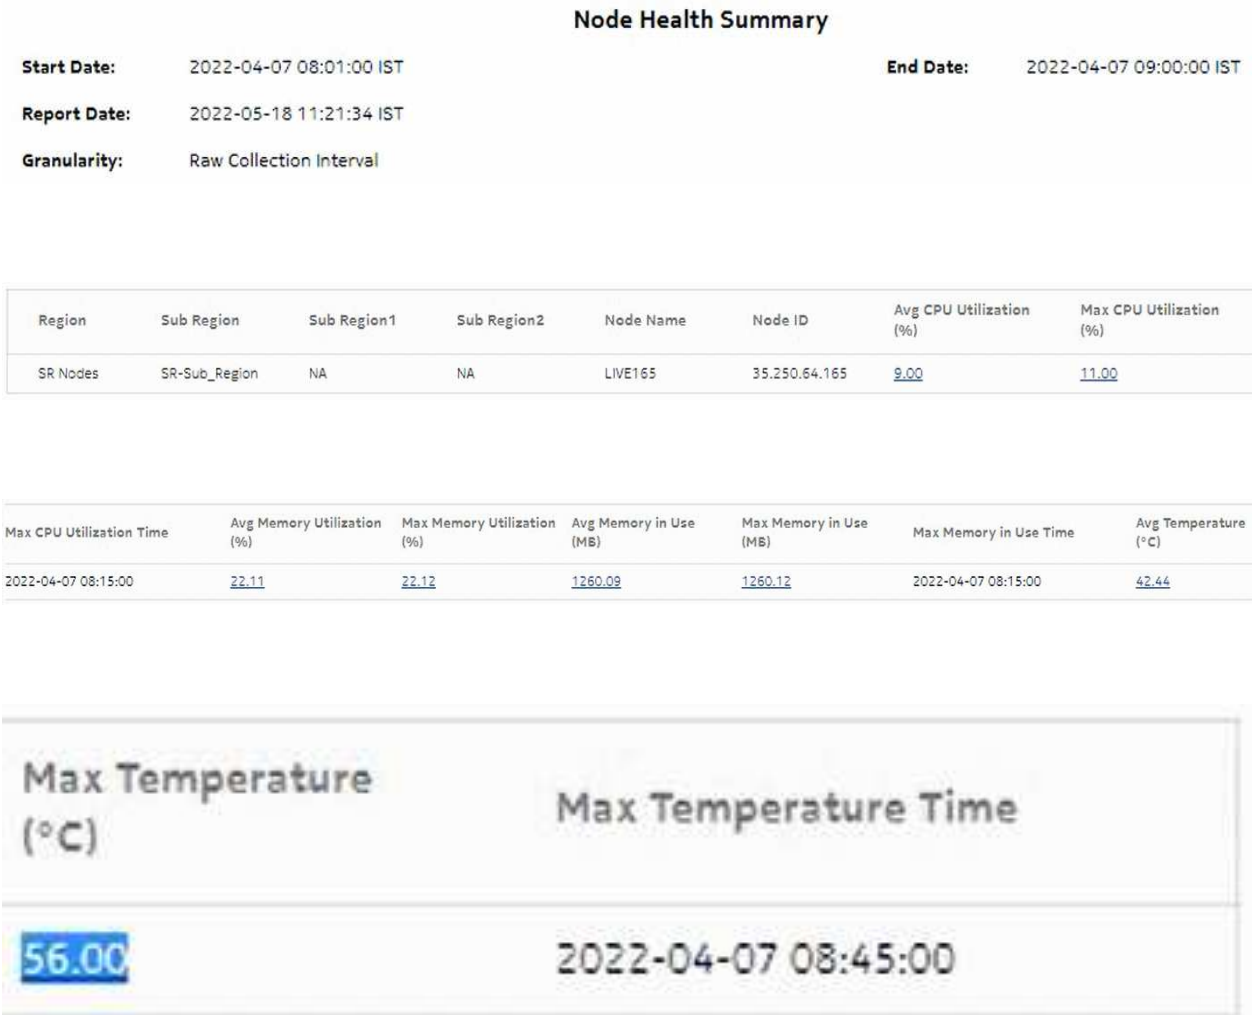 Node Health Summary
Start Date: 2022-04-07 08:01:00 IST End Date: 2022-04-07 09:00:00 IST
Report Date: 2022-05-18 11:21:34 IST
Granularity: Raw Collection Interval
Region Sub Region Sub Region1 Sub Region2 Node Name Node ID Avg CPU Utilization (%) Max CPU Utilization (%)
SR Nodes SR-Sub_Region NA NA LIVE165 35.250.64.165 9.00 11.00
Max CPU Utilization Time Avg Memory Utilization (%) Max Memory Utilization (%) Avg Memory in Use (MB) Max Memory in Use (MB) Max Memory in Use Time Avg Temperature (°C)
2022-04-07 08:15:00 22.11 22.12 1260.09 1260.12 2022-04-07 08:15:00 42.44
Max Temperature (°C) Max Temperature Time
56.00 2022-04-07 08:45:00